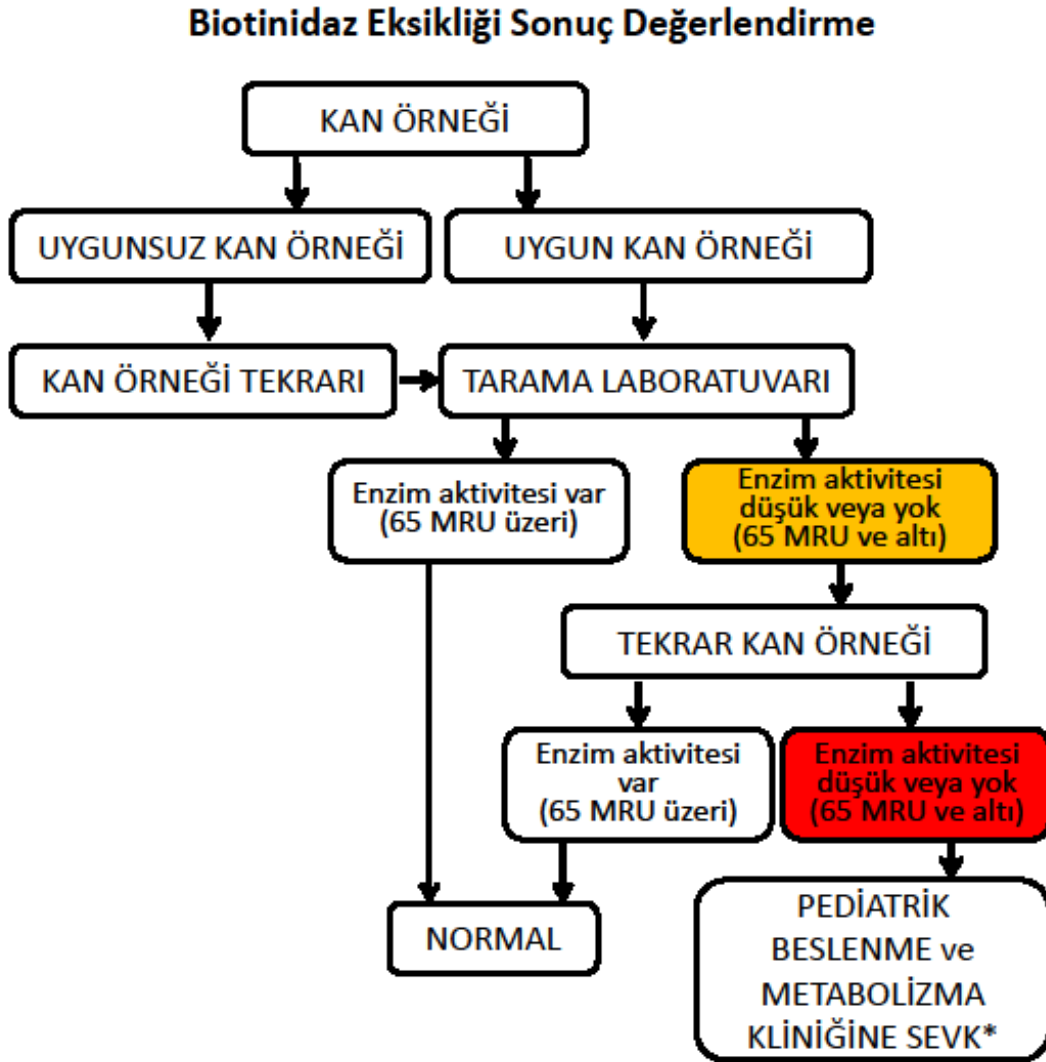 Biotinidaz Eksikliği Sonuç Değerlendirme
KAN ÖRNEĞİ
UYGUNSUZ KAN ÖRNEĞİ
UYGUN KAN ÖRNEĞİ
KAN ÖRNEĞİ TEKRARI
TARAMA LABORATUVARI
Enzim aktivitesi var
(65 MRU üzeri)
Enzim aktivitesi
düşük veya yok
(65 MRU ve altı)
TEKRAR KAN ÖRNEĞİ
Enzim aktivitesi
var
(65 MRU üzeri)
Enzim aktivitesi
düşük veya yok
(65 MRU ve altı)
NORMAL
PEDİATRİK
BESLENME ve
METABOLİZMA
KLİNİĞİNE SEVK*